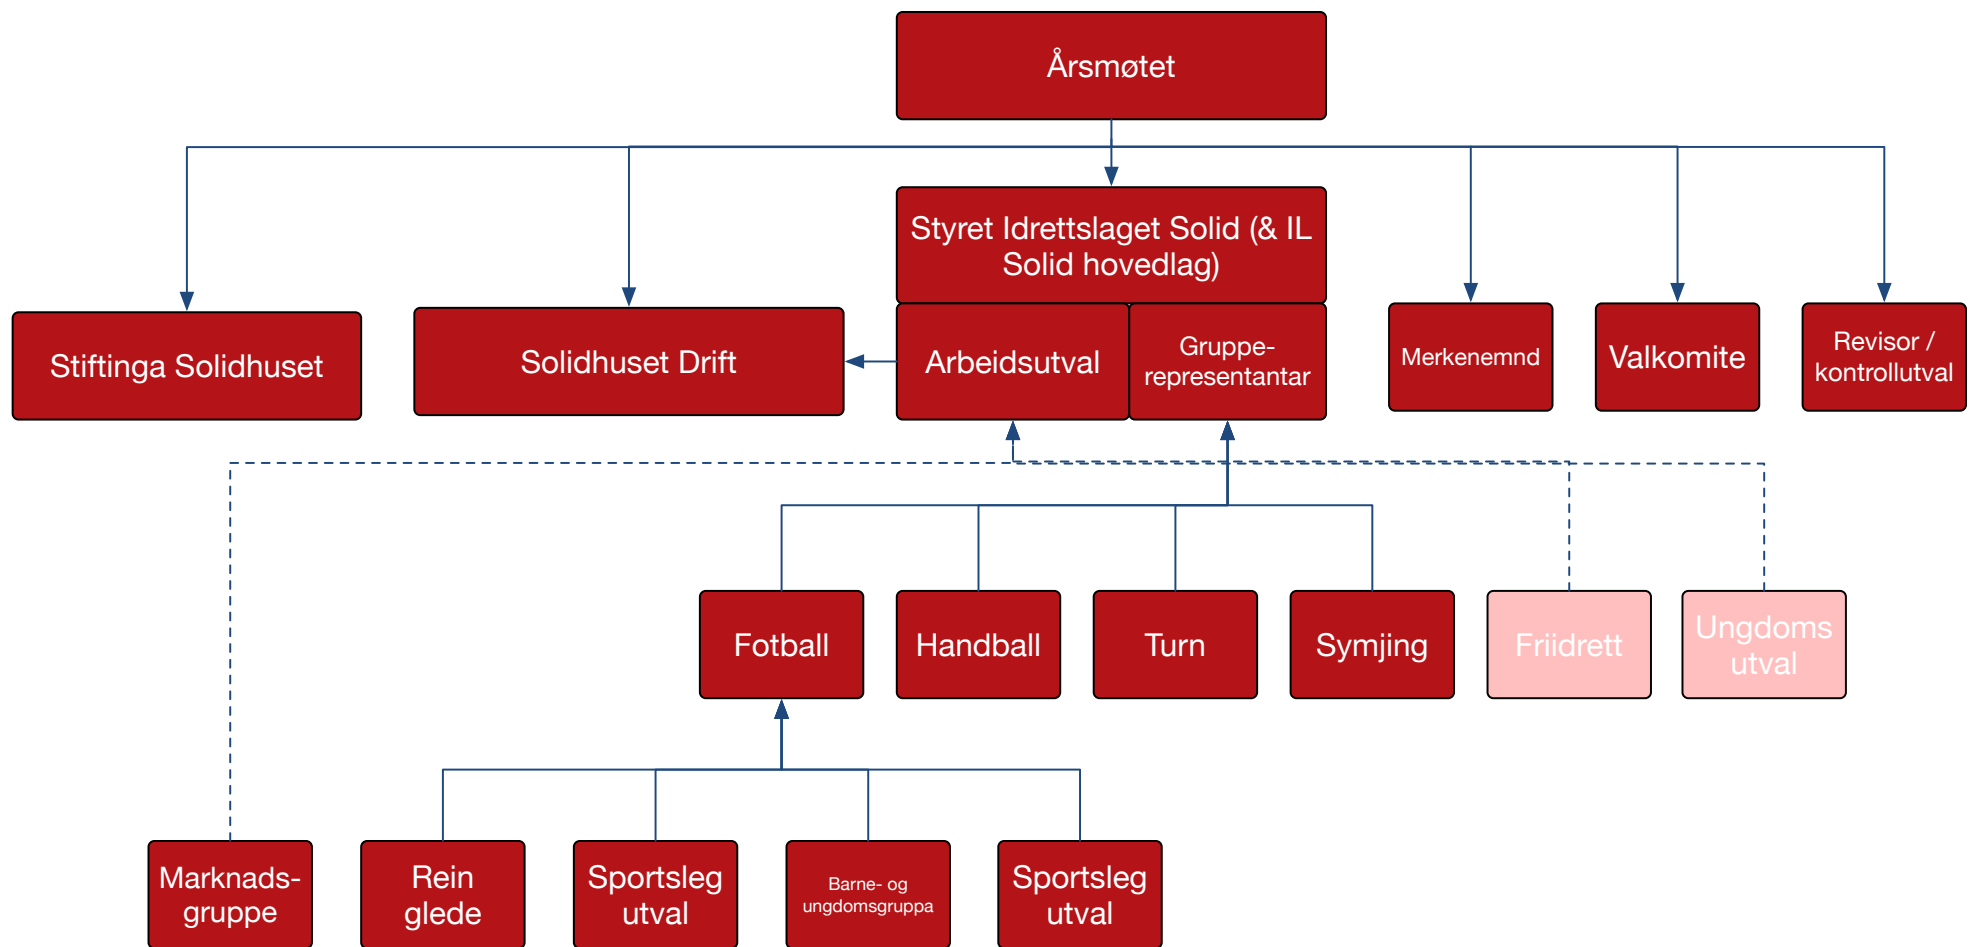 Årsmøtet
Styret Idrettslaget Solid (& IL
Solid hovedlag)
Stiftinga Solidhuset
Solidhuset Drift
Arbeidsutval
Gruppe-
representantar
Merkenemnd
Valkomite
Revisor /
kontrollutval
Fotball
Handball
Turn
Symjing
Friidrett
Ungdoms
utval
Marknads-
gruppe
Rein
glede
Sportsleg
utval
Barne- og
ungdomsgruppa
Sportsleg
utval